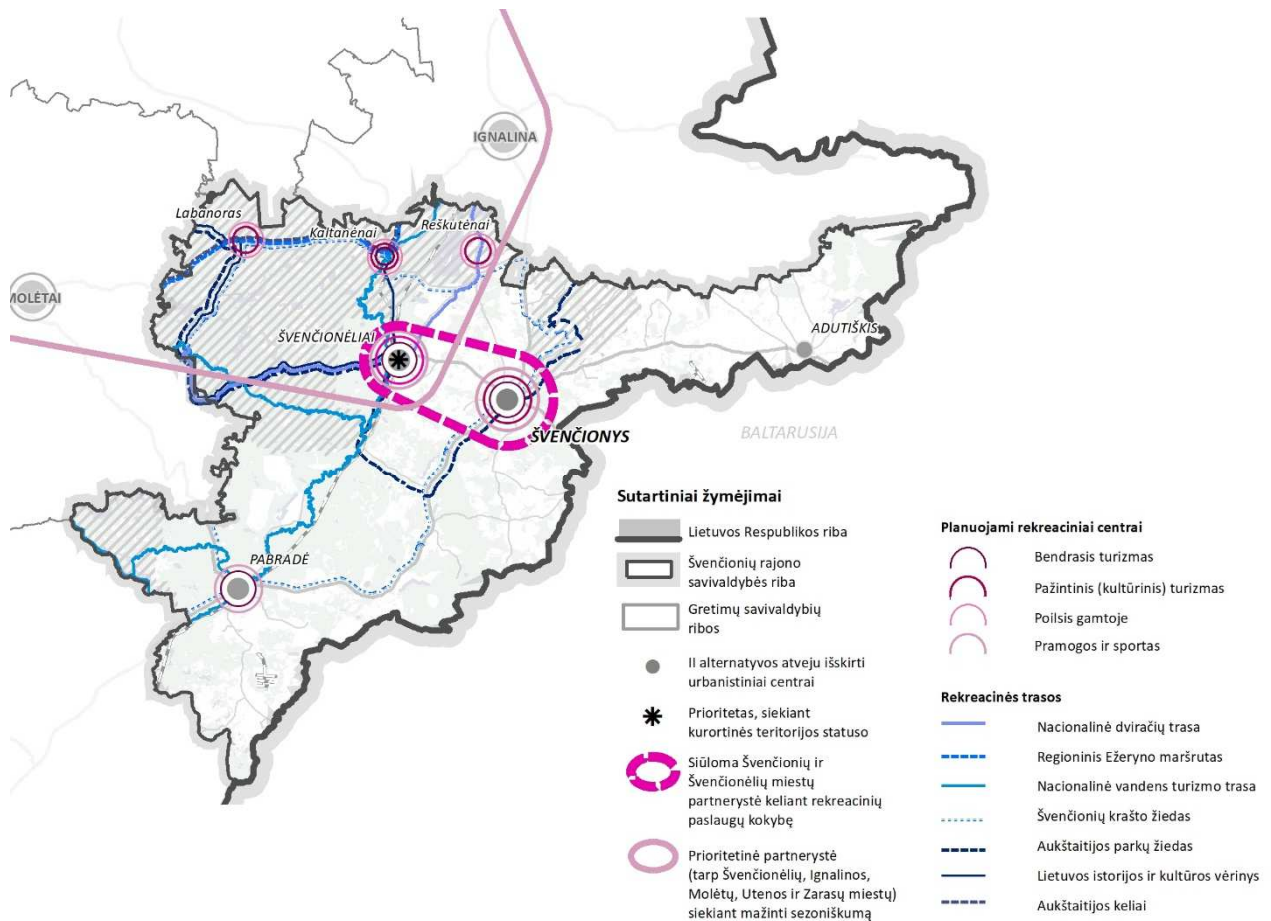 IGNALINA
Labanoras
Kaltanėnai
Reškutėnai
MOLĖTAI
ŠVENČIONĖLIAI
ADUTIŠKIS
ŠVENČIONYS
BALTARUSIJA
PABRADĖ
Sutartiniai žymėjimai
Lietuvos Respublikos riba
Švenčionių rajono
savivaldybės riba
Gretimų savivaldybių
ribos
II alternatyvos atveju išskirti
urbanistiniai centrai
Prioritetas, siekiant
kurortinės teritorijos statuso
Siūloma Švenčionių ir
Švenčionėlių miestų
partnerystė keliant rekreacinių
paslaugų kokybę
Prioritetinė partnerystė
(tarp Švenčionėlių, Ignalinos,
Molėtų, Utenos ir Zarasų miestų)
siekiant mažinti sezoniškumą
Planuojami rekreaciniai centrai
Bendrasis turizmas
Pažintinis (kultūrinis) turizmas
Poilsis gamtoje
Pramogos ir sportas
Rekreacinės trasos
Nacionalinė dviračių trasa
Regioninis Ežeryno maršrutas
Nacionalinė vandens turizmo trasa
Švenčionių krašto žiedas
Aukštaitijos parkų žiedas
Lietuvos istorijos ir kultūros vėrinys
Aukštaitijos keliai